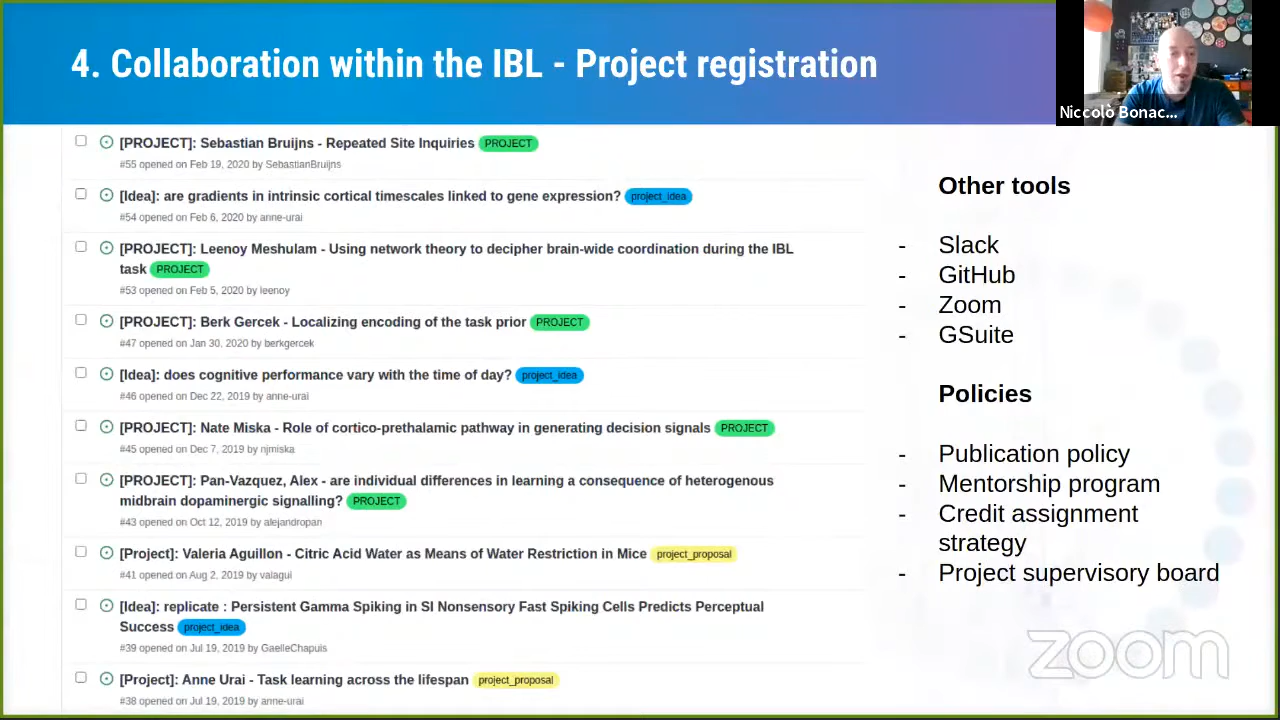 4. Collaboration within the IBL - Project registration
Niccolò Bonac...
[PROJECT]: Sebastian Bruijns - Repeated Site Inquiries PROJECT
#55 opened on Feb 19, 2020 by SebastianBruijns
[Idea]: are gradients in intrinsic cortical timescales linked to gene expression? project_idea
#54 opened on Feb 6, 2020 by anne-urai
[PROJECT]: Leenoy Meshulam - Using network theory to decipher brain-wide coordination during the IBL
task PROJECT
#53 opened on Feb 5, 2020 by leenoy
[PROJECT]: Berk Gercek - Localizing encoding of the task prior PROJECT
#47 opened on Jan 30, 2020 by berkgercek
[Idea]: does cognitive performance vary with the time of day? project_idea
#46 opened on Dec 22, 2019 by anne-urai
[PROJECT]: Nate Miska - Role of cortico-prethalamic pathway in generating decision signals PROJECT
#45 opened on Dec 7, 2019 by njmiska
[PROJECT]: Pan-Vazquez, Alex - are individual differences in learning a consequence of heterogenous
midbrain dopaminergic signalling? PROJECT
#43 opened on Oct 12, 2019 by alejandropan
[Project]: Valeria Aguillon - Citric Acid Water as Means of Water Restriction in Mice project_proposal
#41 opened on Aug 2, 2019 by valagui
[Idea]: replicate : Persistent Gamma Spiking in SI Nonsensory Fast Spiking Cells Predicts Perceptual
Success project_idea
#39 opened on Jul 19, 2019 by GaelleChapuis
[Project]: Anne Urai - Task learning across the lifespan project_proposal
#38 opened on Jul 19, 2019 by anne-urai
Other tools
- Slack
- GitHub
- Zoom
- GSuite
Policies
- Publication policy
- Mentorship program
- Credit assignment
strategy
- Project supervisory board
zoom